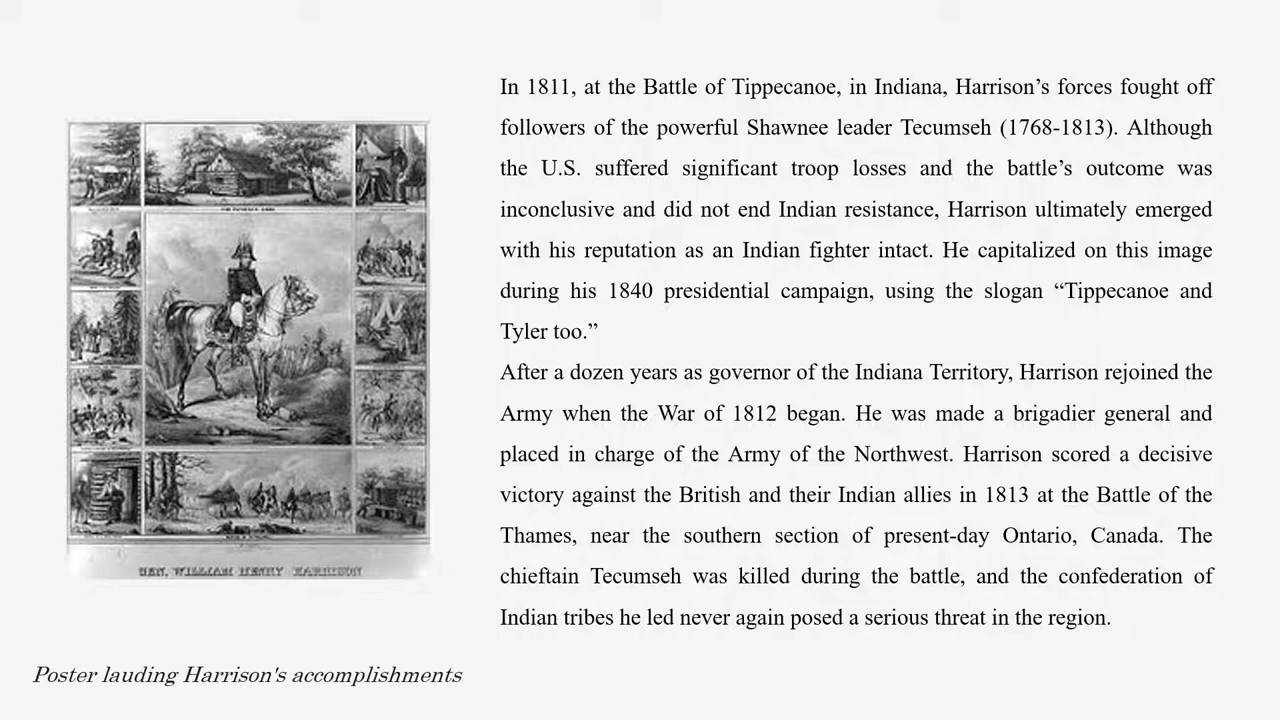 In 1811, at the Battle of Tippecanoe, in Indiana, Harrison’s forces fought off
followers of the powerful Shawnee leader Tecumseh (1768-1813). Although
the U.S. suffered significant troop losses and the battle’s outcome was
inconclusive and did not end Indian resistance, Harrison ultimately emerged
with his reputation as an Indian fighter intact. He capitalized on this image
during his 1840 presidential campaign, using the slogan “Tippecanoe and
Tyler too.”
After a dozen years as governor of the Indiana Territory, Harrison rejoined the
Army when the War of 1812 began. He was made a brigadier general and
placed in charge of the Army of the Northwest. Harrison scored a decisive
victory against the British and their Indian allies in 1813 at the Battle of the
Thames, near the southern section of present-day Ontario, Canada. The
chieftain Tecumseh was killed during the battle, and the confederation of
Indian tribes he led never again posed a serious threat in the region.
GEN. WILLIAM HENRY HARRISON
Poster lauding Harrison's accomplishments